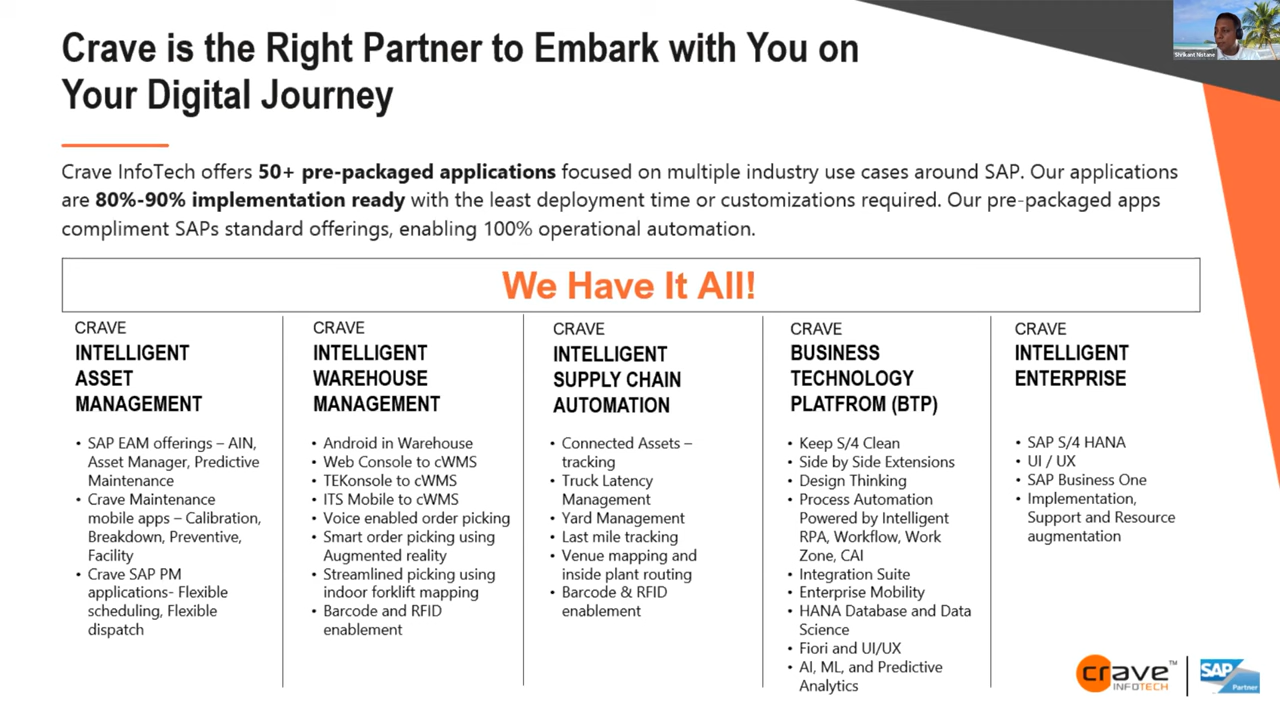 Crave is the Right Partner to Embark with You on
Your Digital Journey
Shrikant Nistane
Crave InfoTech offers 50+ pre-packaged applications focused on multiple industry use cases around SAP. Our applications
are 80%-90% implementation ready with the least deployment time or customizations required. Our pre-packaged apps
compliment SAPs standard offerings, enabling 100% operational automation.
We Have It All!
CRAVE
INTELLIGENT
ASSET
MANAGEMENT
• SAP EAM offerings – AIN,
Asset Manager, Predictive
Maintenance
• Crave Maintenance
mobile apps – Calibration,
Breakdown, Preventive,
Facility
• Crave SAP PM
applications- Flexible
scheduling, Flexible
dispatch
CRAVE
INTELLIGENT
WAREHOUSE
MANAGEMENT
• Android in Warehouse
• Web Console to cWMS
• TEKonsole to cWMS
• ITS Mobile to cWMS
• Voice enabled order picking
• Smart order picking using
Augmented reality
• Streamlined picking using
indoor forklift mapping
• Barcode and RFID
enablement
CRAVE
INTELLIGENT
SUPPLY CHAIN
AUTOMATION
• Connected Assets –
tracking
• Truck Latency
Management
• Yard Management
• Last mile tracking
• Venue mapping and
inside plant routing
• Barcode & RFID
enablement
CRAVE
BUSINESS
TECHNOLOGY
PLATFROM (BTP)
• Keep S/4 Clean
• Side by Side Extensions
• Design Thinking
• Process Automation
Powered by Intelligent
RPA, Workflow, Work
Zone, CAI
• Integration Suite
• Enterprise Mobility
• HANA Database and Data
Science
• Fiori and UI/UX
• AI, ML, and Predictive
Analytics
CRAVE
INTELLIGENT
ENTERPRISE
• SAP S/4 HANA
• UI / UX
• SAP Business One
• Implementation,
Support and Resource
augmentation
crave™
INFOTECH
SAP
Partner